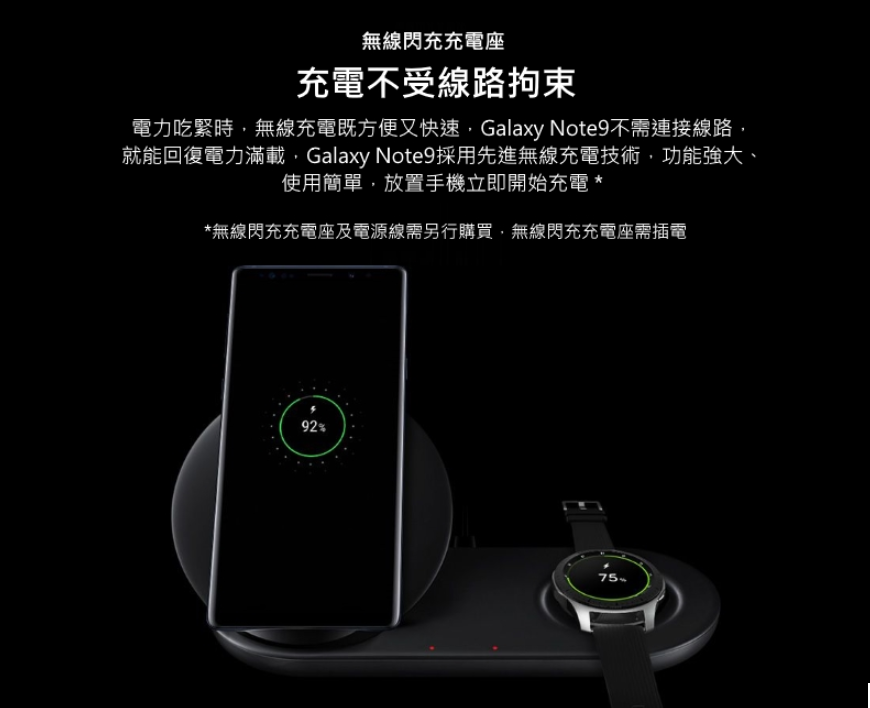 無線閃充充電座
充電不受線路拘束
電力吃緊時，無線充電既方便又快速，Galaxy Note9不需連接線路，
就能回復電力滿載，Galaxy Note9採用先進無線充電技術，功能強大、
使用簡單，放置手機立即開始充電 *
*無線閃充充電座及電源線需另行購買，無線閃充充電座需插電
92%
75%